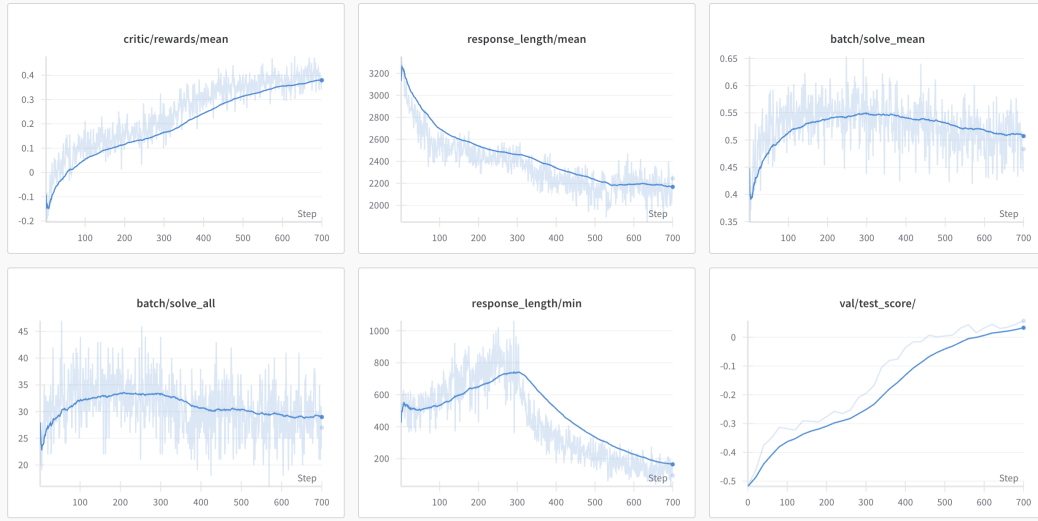 critic/rewards/mean
0.4
0.3
0.2
0.1
0
-0.1
-0.2
Step
100 200 300 400 500 600 700
response_length/mean
3200
3000
2800
2600
2400
2200
2000
Step
100 200 300 400 500 600 700
batch/solve_mean
0.65
0.6
0.55
0.5
0.45
0.4
0.35
Step
100 200 300 400 500 600 700
batch/solve_all
45
40
35
30
25
20
Step
100 200 300 400 500 600 700
response_length/min
1000
800
600
400
200
Step
100 200 300 400 500 600 700
val/test_score/
0
-0.1
-0.2
-0.3
-0.4
-0.5
Step
0 100 200 300 400 500 600 700